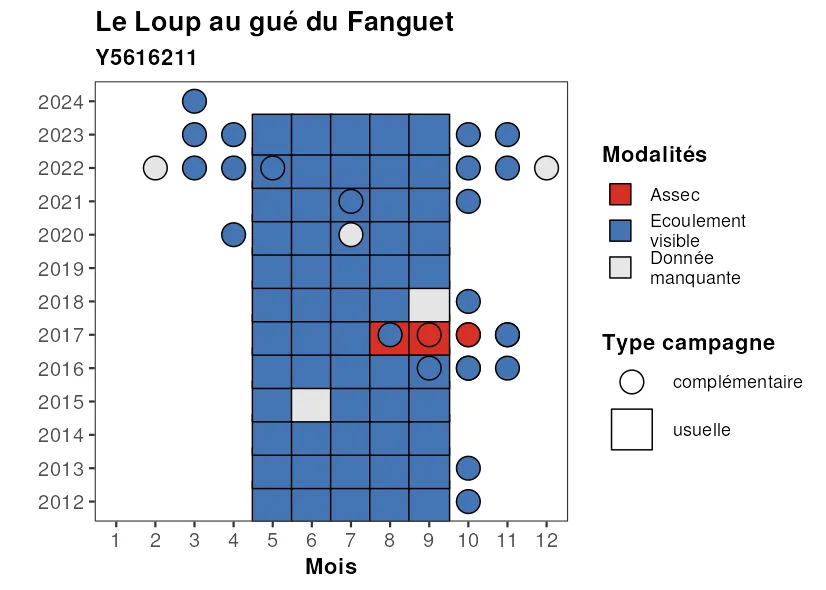 Le Loup au gué du Fanguet
Y5616211
2024
2023
2022
2021
2020
2019
2018
2017
2016
2015
2014
2013
2012
1 2 3 4 5 6 7 8 9 10 11 12
Mois
Modalités
Assec
Ecoulement
visible
Donnée
manquante
Type campagne
complémentaire
usuelle